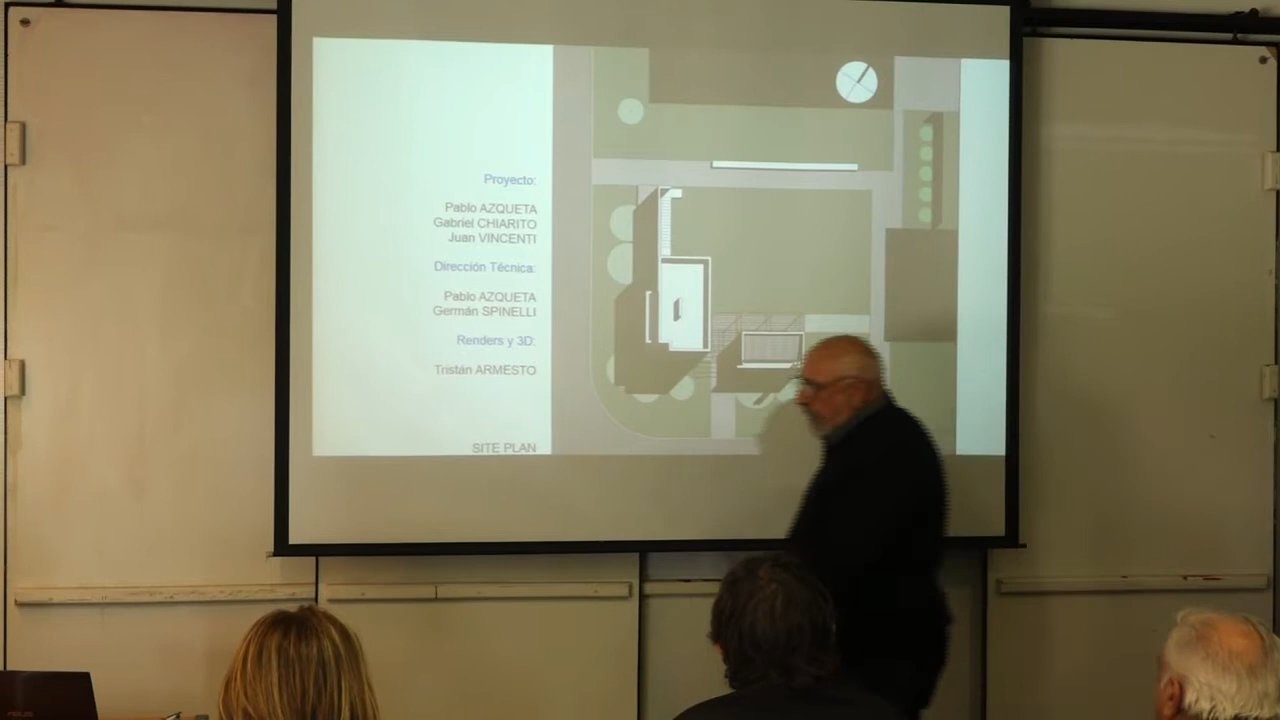 Proyecto:
Pablo AZQUETA
Gabriel CHIARITO
Juan VINCENTI
Dirección Técnica:
Pablo AZQUETA
Germán SPINELLI
Renders y 3D:
Tristán ARMESTO
SITE PLAN